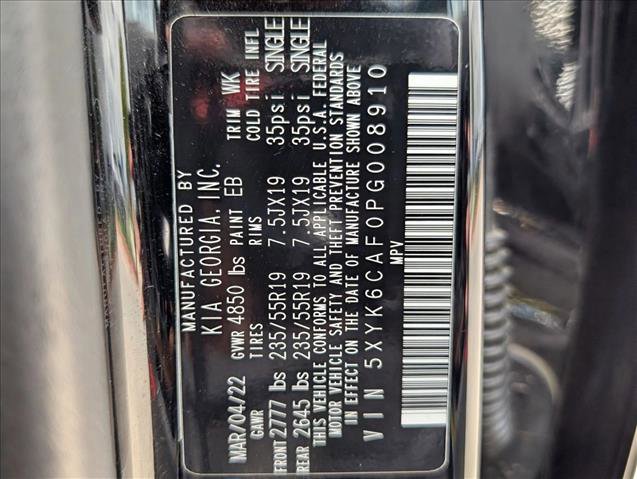 MANUFACTURED BY
KIA GEORGIA, INC.
MAR/04/22 GVWR 4850 lbs PAINT EB TRIM WK
GAWR TIRES RIMS COLD TIRE INFL
FRONT 2777 lbs 235/55R19 7.5JX19 35psi SINGLE
REAR 2645 lbs 235/55R19 7.5JX19 35psi SINGLE
THIS VEHICLE CONFORMS TO ALL APPLICABLE U.S.A. FEDERAL
MOTOR VEHICLE SAFETY AND THEFT PREVENTION STANDARDS
IN EFFECT ON THE DATE OF MANUFACTURE SHOWN ABOVE
VIN 5XYK6CAF0PG008910
MPV